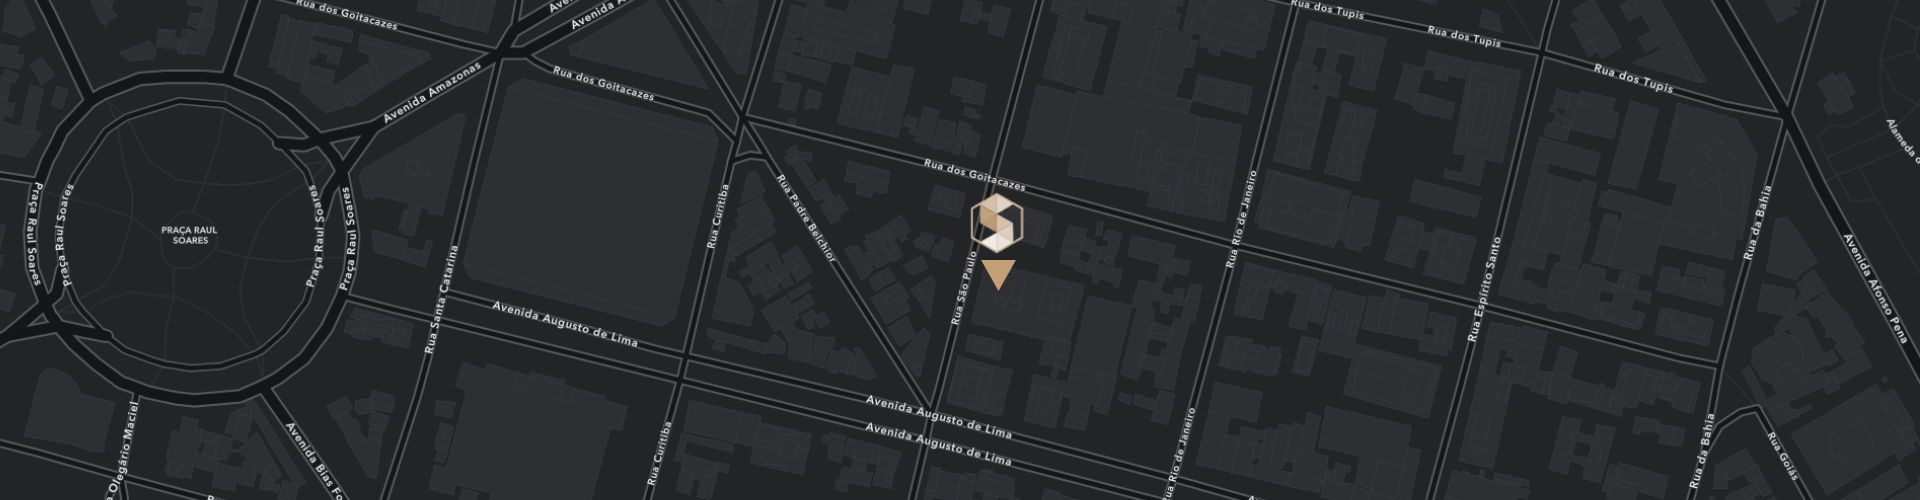 Rua dos Goitacazes
Avenida A
Rua dos Tupis
Rua dos Tupis
Rua dos Tupis
Avenida Amazonas
Rua dos Goitacazes
Rua dos Goitacazes
Praça Raul Soares
Praça Raul Soares
Praça Raul Soares
Praça Raul Soares
PRAÇA RAUL
SOARES
Rua Curitiba
Rua Padre Belchior
Rua Rio de Janeiro
Rua da Bahia
Alameda d
Rua Santa Catarina
Rua São Paulo
Rua Espírito Santo
Avenida Afonso Pena
Avenida Augusto de Lima
Avenida Augusto de Lima
Avenida Augusto de Lima
Olegário Maciel
Avenida Bias Fo
Rua Curitiba
Rua Rio de Janeiro
Rua da Bahia
Rua Goiás